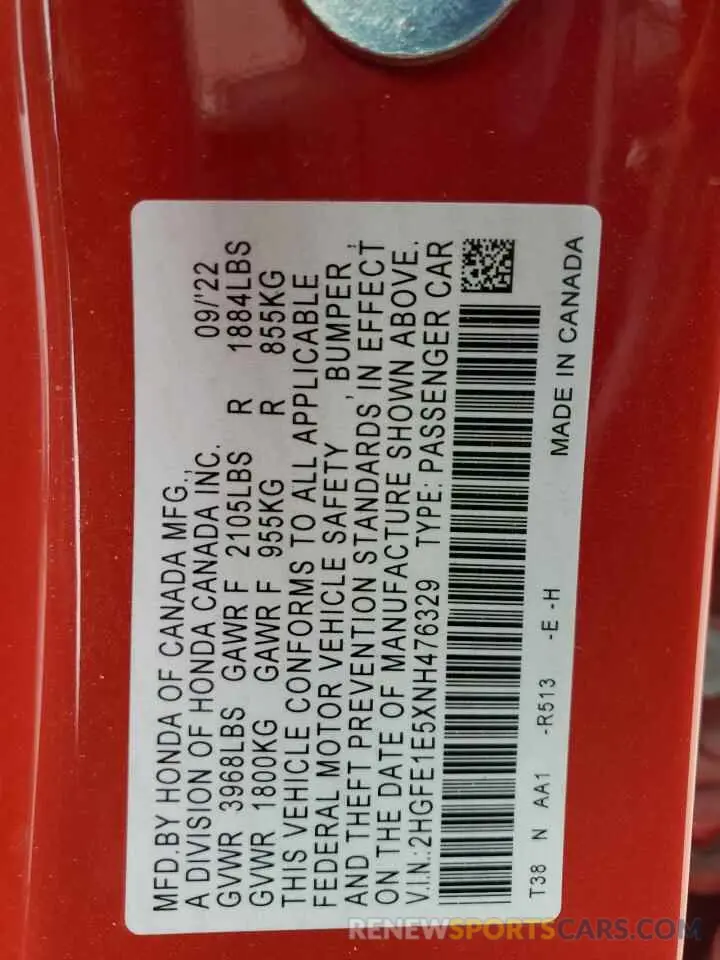 MFD.BY HONDA OF CANADA MFG.,
A DIVISION OF HONDA CANADA INC. 09/'22
GVWR 3968LBS GAWR F 2105LBS R 1884LBS
GVWR 1800KG GAWR F 955KG R 855KG
THIS VEHICLE CONFORMS TO ALL APPLICABLE
FEDERAL MOTOR VEHICLE SAFETY, BUMPER,
AND THEFT PREVENTION STANDARDS IN EFFECT
ON THE DATE OF MANUFACTURE SHOWN ABOVE.
V.I.N.:2HGFE1E5XNH476329 TYPE: PASSENGER CAR
MADE IN CANADA
T38 N AA1 -R513 -E -H
RENEWSPORTSCARS.COM